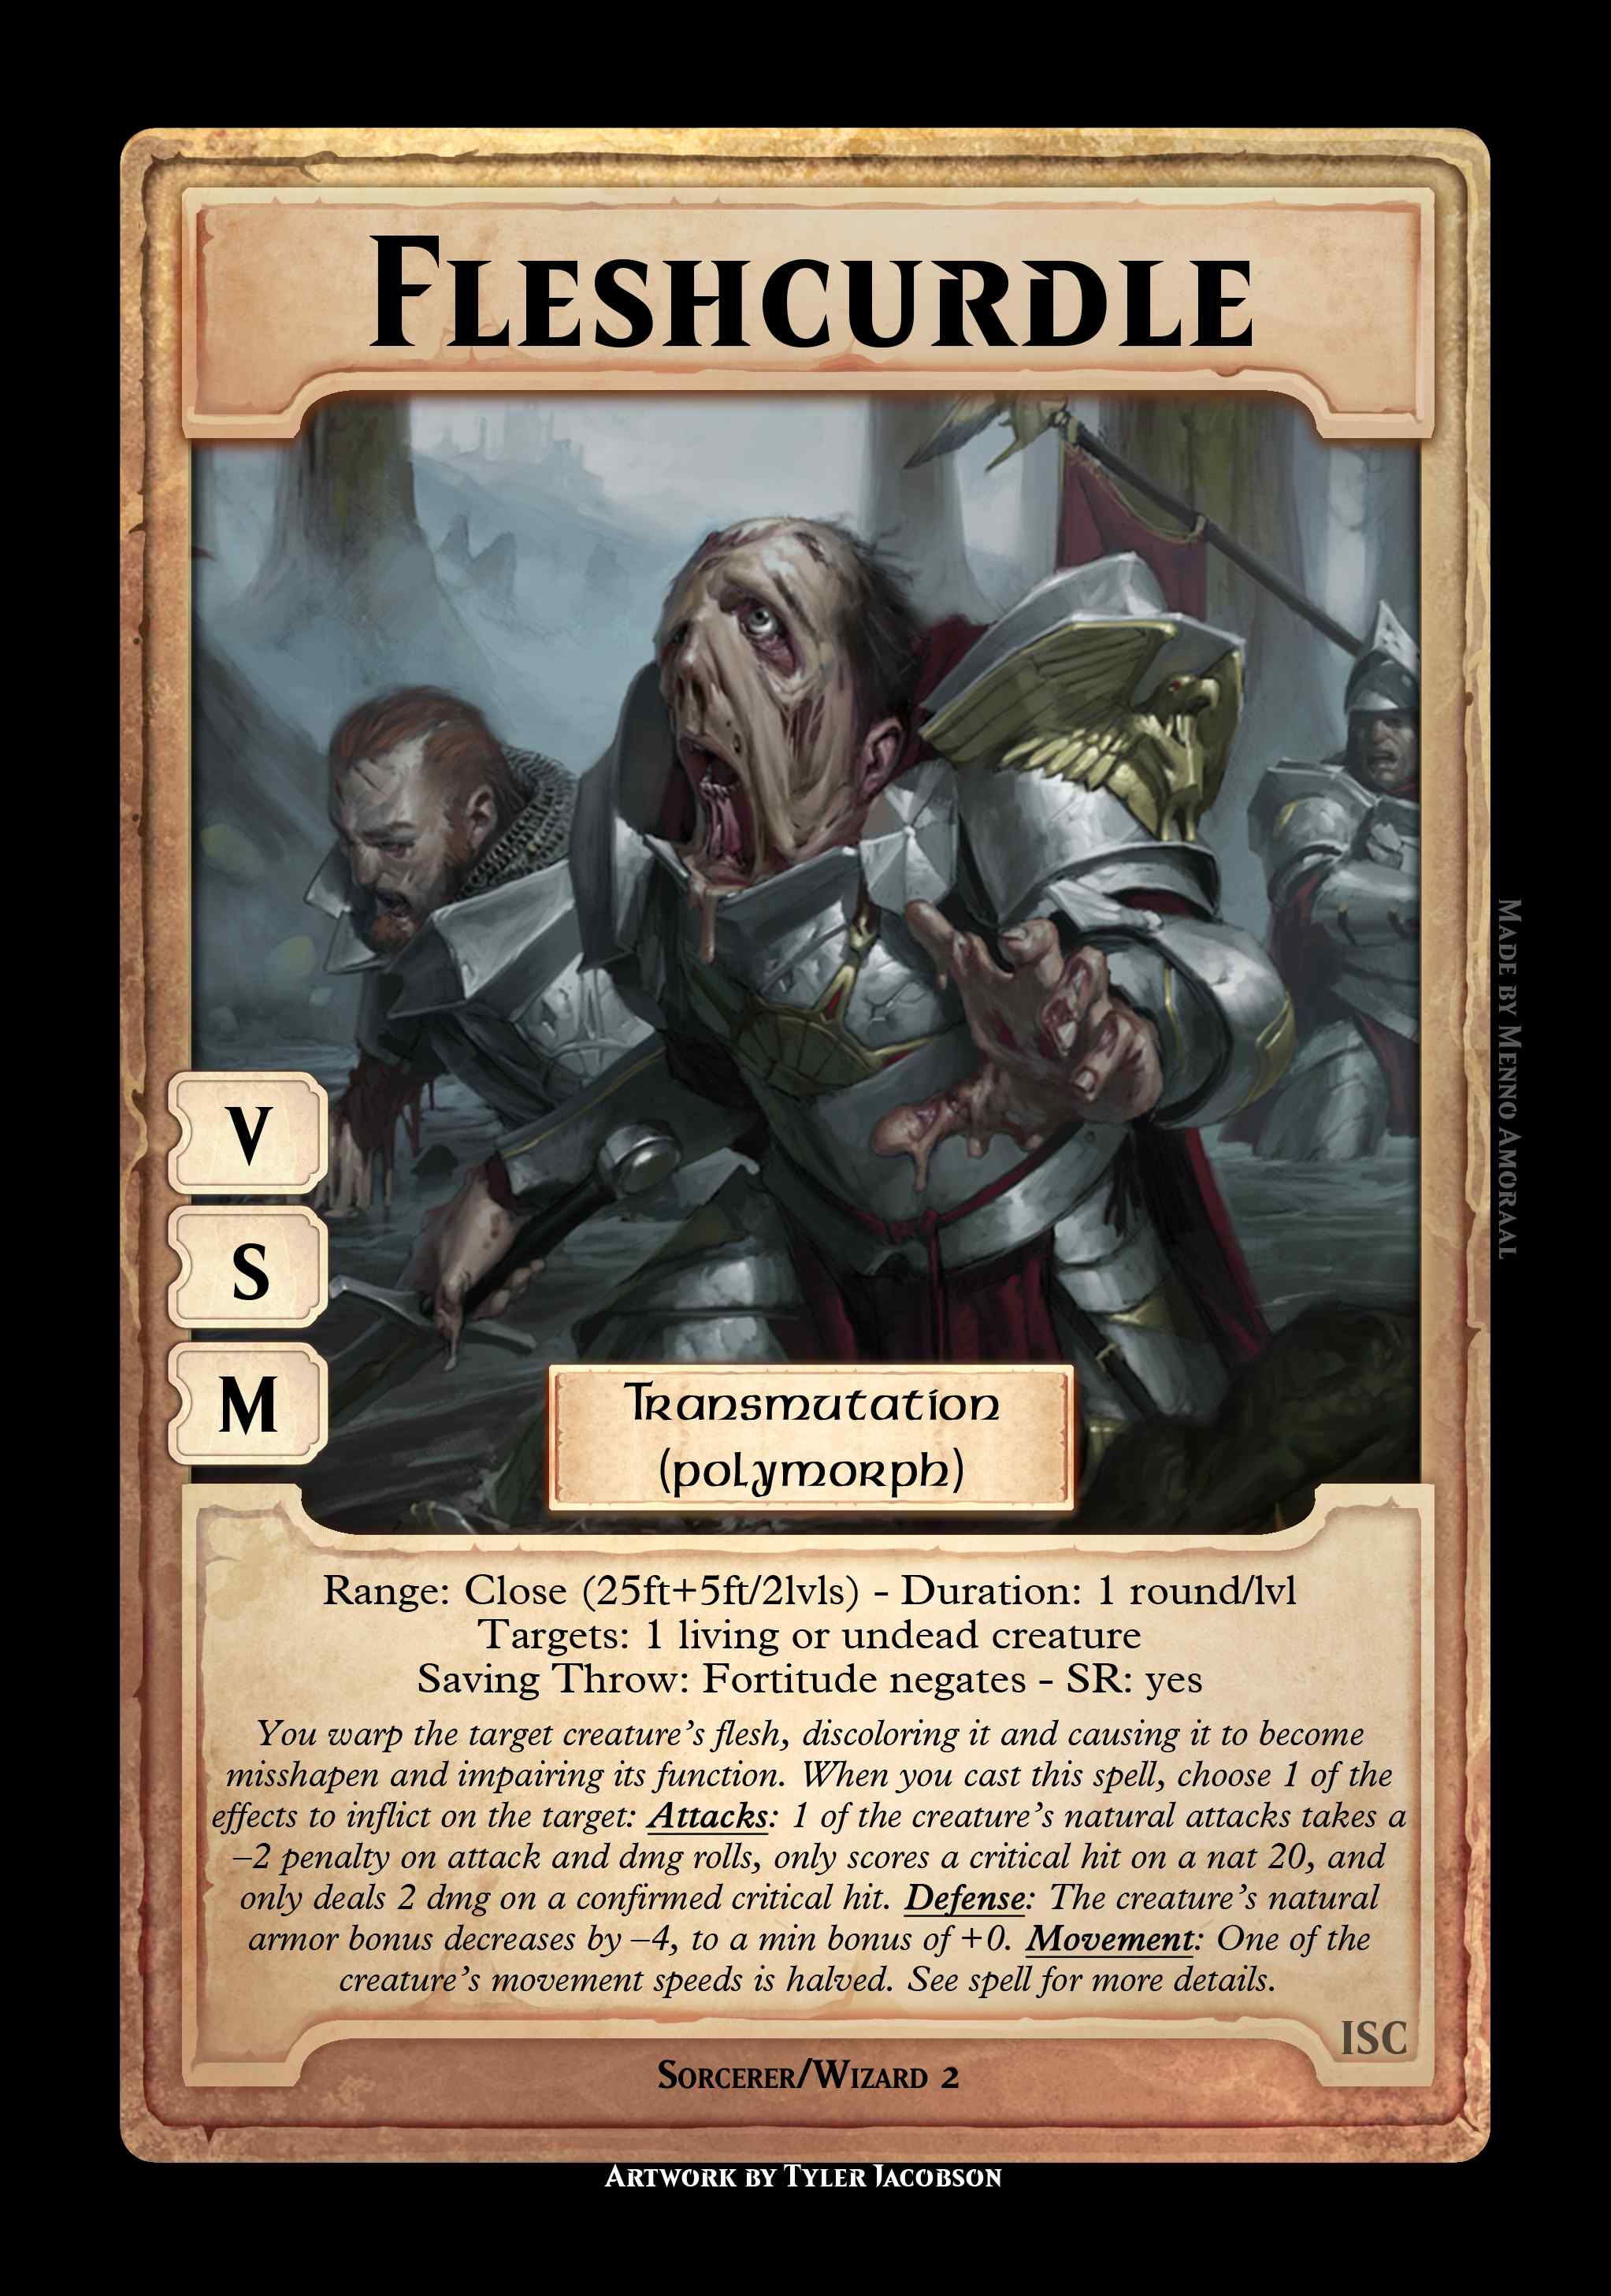 Fleshcurdle
V
S
M
Transmutation
(polymorph)
Range: Close (25ft+5ft/2lvls) - Duration: 1 round/lvl
Targets: 1 living or undead creature
Saving Throw: Fortitude negates - SR: yes
You warp the target creature's flesh, discoloring it and causing it to become
misshapen and impairing its function. When you cast this spell, choose 1 of the
effects to inflict on the target: Attacks: 1 of the creature's natural attacks takes a
–2 penalty on attack and dmg rolls, only scores a critical hit on a nat 20, and
only deals 2 dmg on a confirmed critical hit. Defense: The creature's natural
armor bonus decreases by –4, to a min bonus of +0. Movement: One of the
creature's movement speeds is halved. See spell for more details.
ISC
Sorcerer/Wizard 2
Artwork by Tyler Jacobson
Made by Menno Amoraal